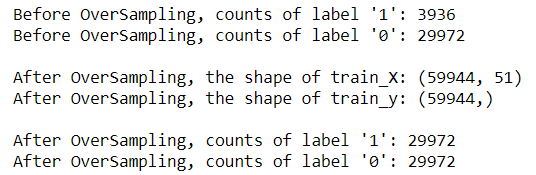 Before OverSampling, counts of label '1': 3936
Before OverSampling, counts of label '0': 29972
After OverSampling, the shape of train_X: (59944, 51)
After OverSampling, the shape of train_y: (59944,)
After OverSampling, counts of label '1': 29972
After OverSampling, counts of label '0': 29972